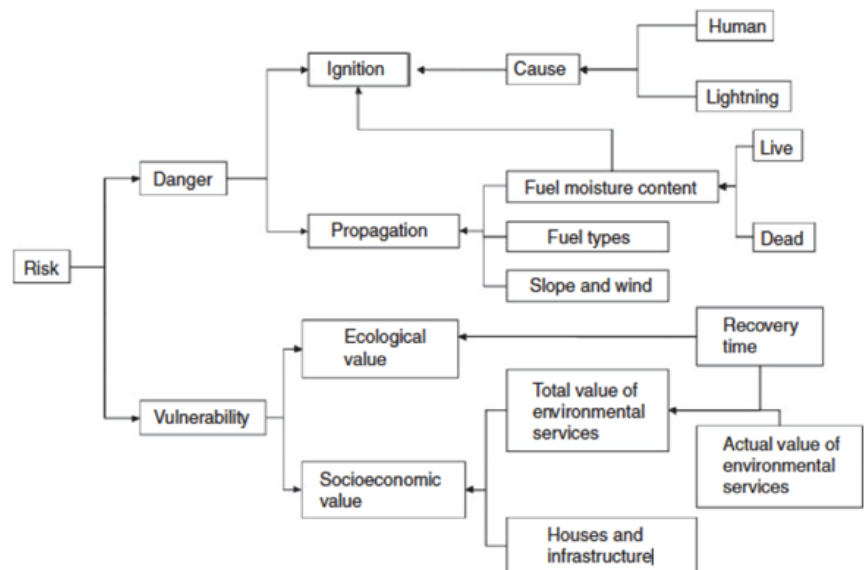 Human
Ignition
Cause
Lightning
Live
Danger
Fuel moisture content
Propagation
Fuel types
Dead
Risk
Slope and wind
Ecological
value
Recovery
time
Vulnerability
Total value of
environmental
services
Actual value of
environmental
services
Socioeconomic
value
Houses and
infrastructure